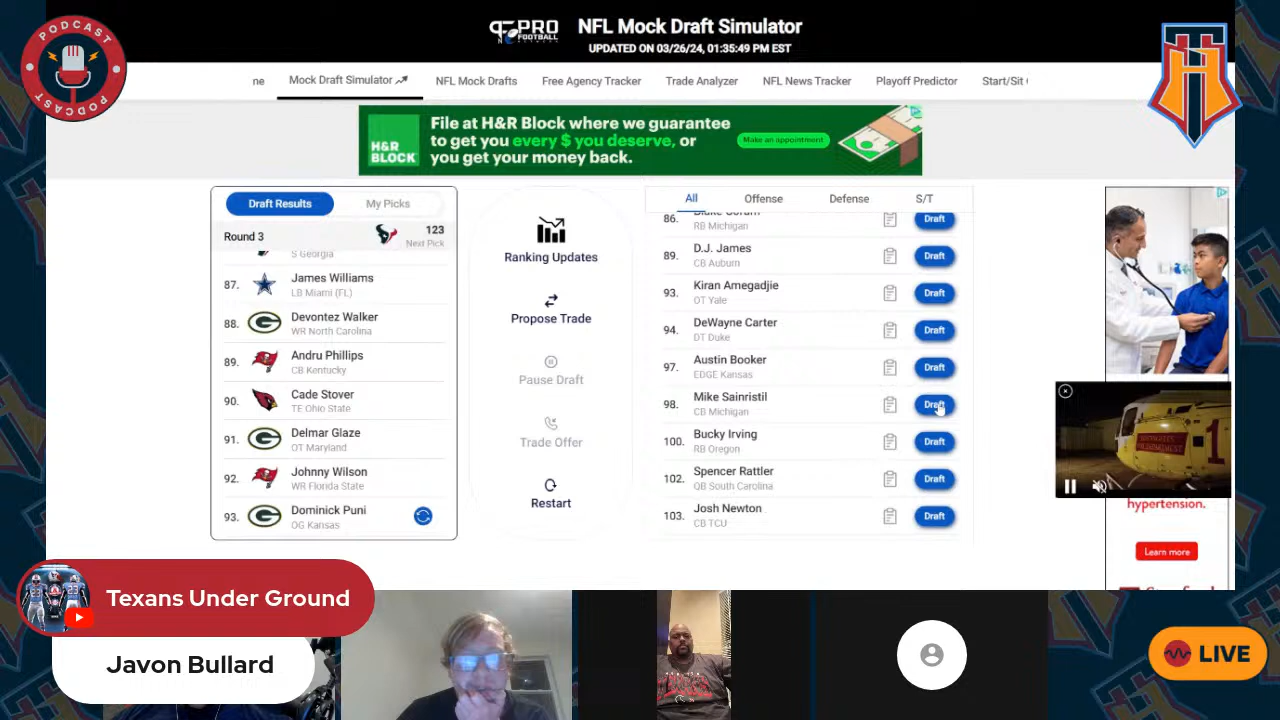 PODCAST
PODCAST
PRO
FOOTBALL
NETWORK
NFL Mock Draft Simulator
UPDATED ON 03/26/24, 01:35:49 PM EST
ne
Mock Draft Simulator
NFL Mock Drafts
Free Agency Tracker
Trade Analyzer
NFL News Tracker
Playoff Predictor
Start/Sit
H&R
BLOCK
File at H&R Block where we guarantee
to get you every $ you deserve, or
you get your money back.
Make an appointment
Draft Results
My Picks
Round 3
123
Next Pick
S Georgia
87.
James Williams
LB Miami (FL)
88.
Devontez Walker
WR North Carolina
89.
Andru Phillips
CB Kentucky
90.
Cade Stover
TE Ohio State
91.
Delmar Glaze
OT Maryland
92.
Johnny Wilson
WR Florida State
93.
Dominick Puni
OG Kansas
Ranking Updates
Propose Trade
Pause Draft
Trade Offer
Restart
All
Offense
Defense
S/T
86.
Blake Corum
RB Michigan
Draft
89.
D.J. James
CB Auburn
Draft
93.
Kiran Amegadjie
OT Yale
Draft
94.
DeWayne Carter
DT Duke
Draft
97.
Austin Booker
EDGE Kansas
Draft
98.
Mike Sainristil
CB Michigan
Draft
100.
Bucky Irving
RB Oregon
Draft
102.
Spencer Rattler
QB South Carolina
Draft
103.
Josh Newton
CB TCU
Draft
1
hypertension.
Learn more
Texans Under Ground
Javon Bullard
LIVE